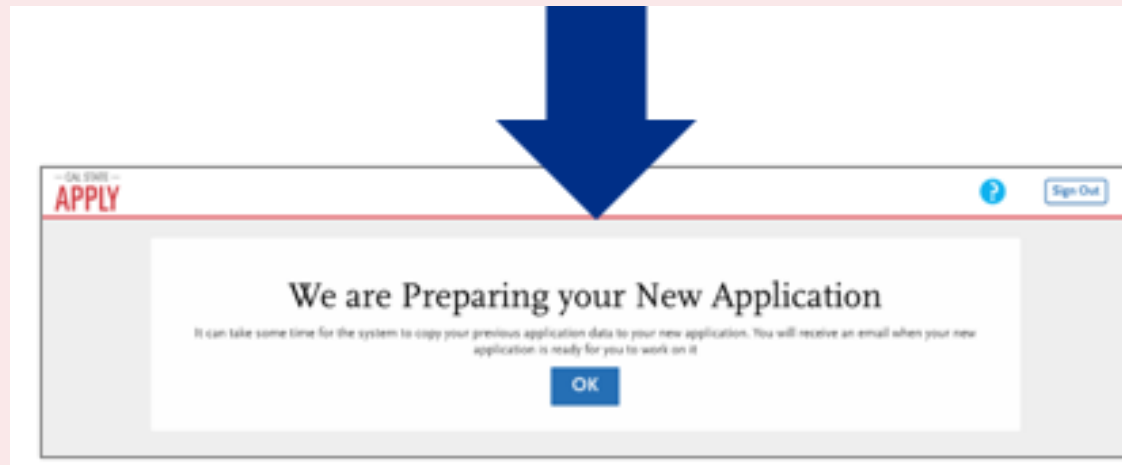 — CAL STATE —
APPLY
?
Sign Out
We are Preparing your New Application
It can take some time for the system to copy your previous application data to your new application. You will receive an email when your new
application is ready for you to work on it
OK